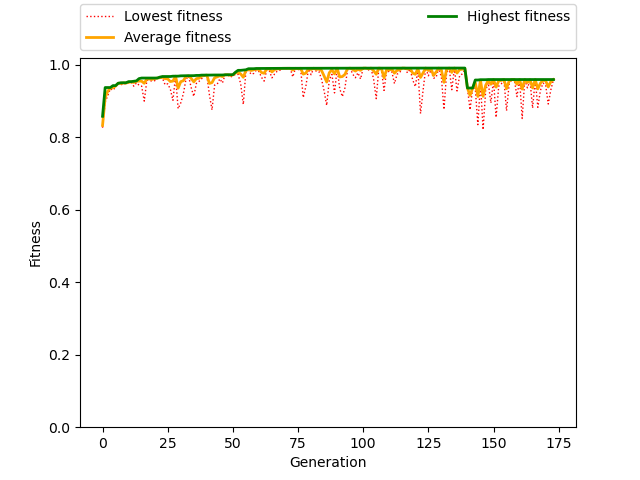 Lowest fitness
Average fitness
Highest fitness
1.0
0.8
0.6
0.4
0.2
0.0
Fitness
0 25 50 75 100 125 150 175
Generation